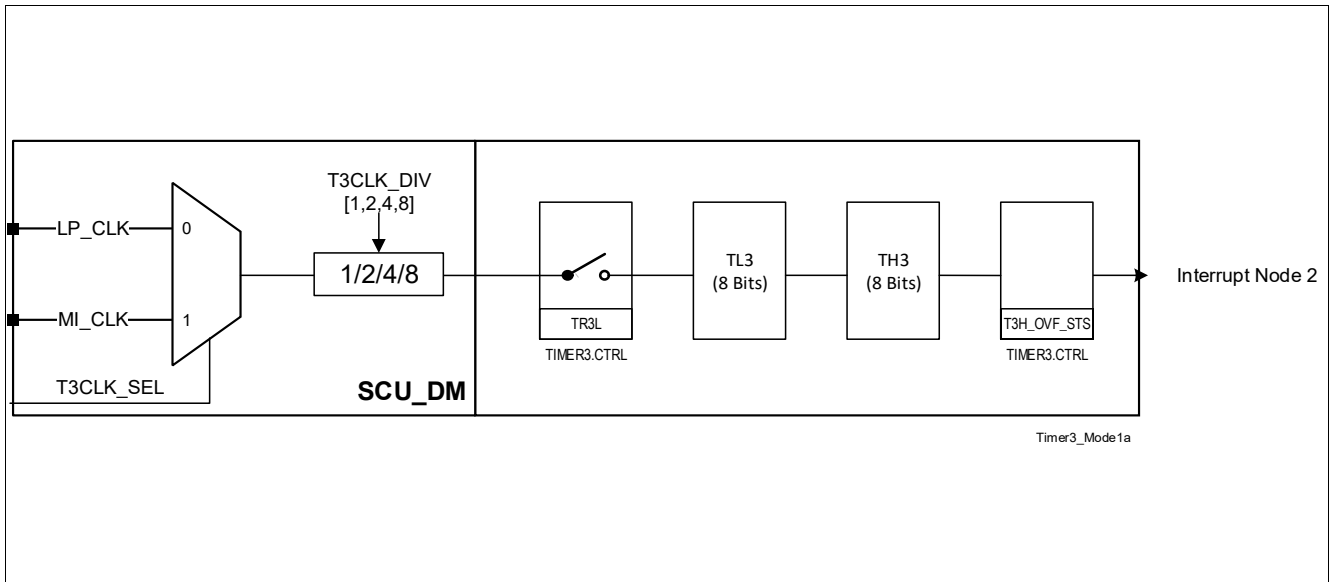 T3CLK_DIV
[1,2,4,8]
LP_CLK
0
1/2/4/8
MI_CLK
1
T3CLK_SEL
SCU_DM
TR3L
TIMER3.CTRL
TL3
(8 Bits)
TH3
(8 Bits)
T3H_OVF_STS
TIMER3.CTRL
Interrupt Node 2
Timer3_Mode1a